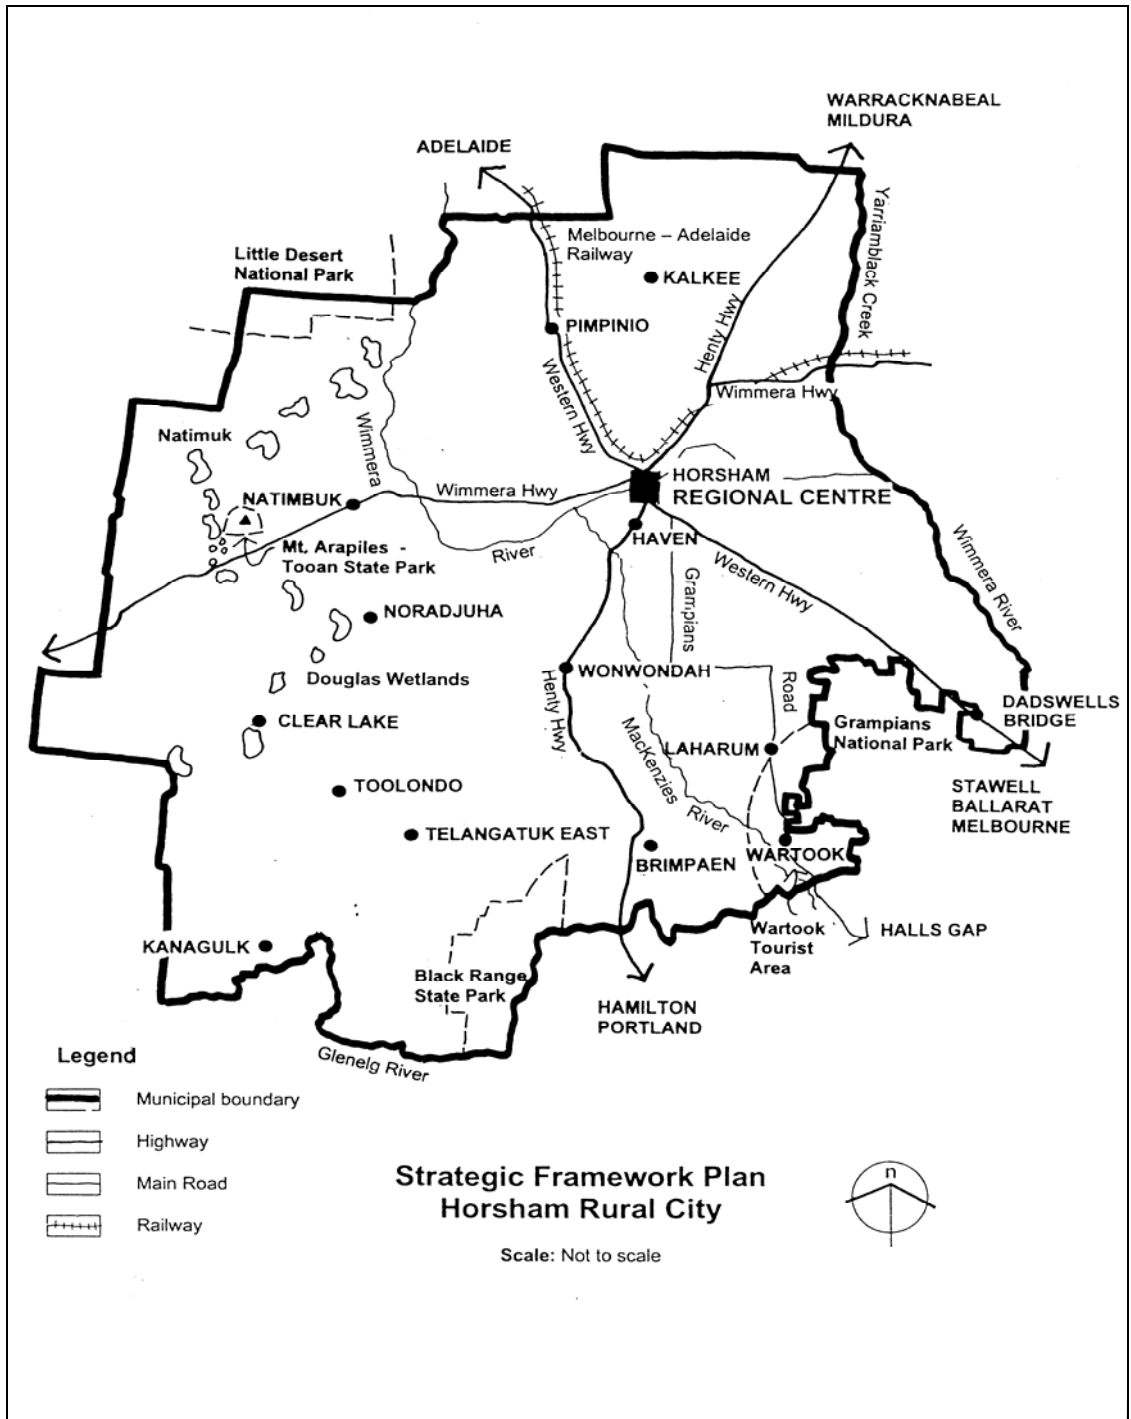 WARRACKNABEAL
MILDURA
ADELAIDE
Yarriamblack Creek
Melbourne – Adelaide
Railway
Little Desert
National Park
KALKEE
Henty Hwy
PIMPINIO
Western Hwy
Wimmera Hwy
Natimuk
Wimmera
HORSHAM
REGIONAL CENTRE
Wimmera Hwy
NATIMBUK
HAVEN
Mt. Arapiles -
Tooan State Park
River
Western Hwy
Wimmera River
Grampians
NORADJUHA
WONWONDAH
Road
Douglas Wetlands
Henty Hwy
DADSWELLS
BRIDGE
CLEAR LAKE
Grampians
National Park
MacKenzies
LAHARUM
STAWELL
BALLARAT
MELBOURNE
TOOLONDO
River
TELANGATUK EAST
BRIMPAEN
WARTOOK
Wartook
Tourist
Area
HALLS GAP
KANAGULK
Black Range
State Park
HAMILTON
PORTLAND
Glenelg River
Legend
Municipal boundary
Highway
Main Road
Railway
Strategic Framework Plan
Horsham Rural City
Scale: Not to scale
n